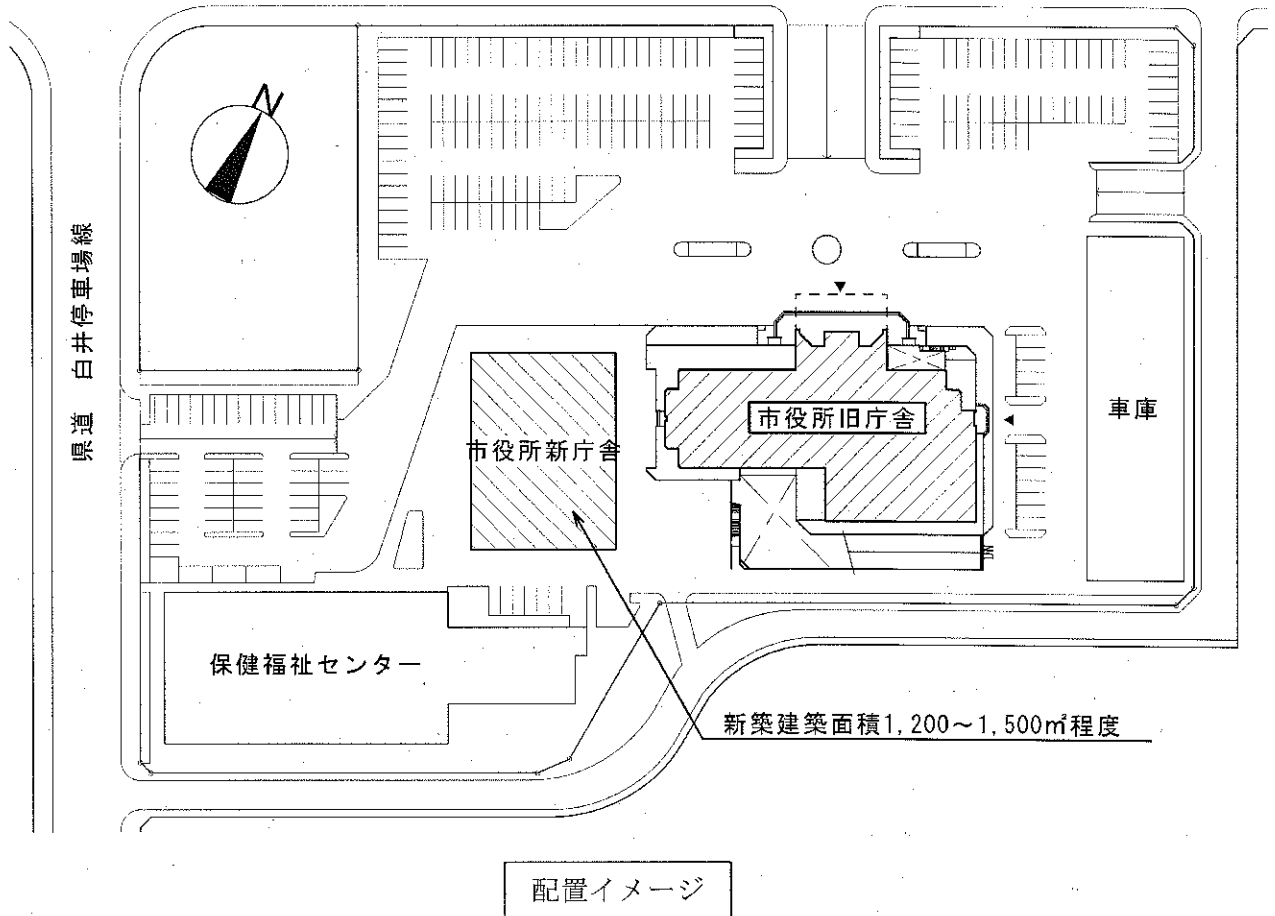 N
県道 白井停車場線
市役所旧庁舎
車庫
市役所新庁舎
保健福祉センター
新築建築面積1,200～1,500㎡程度
配置イメージ